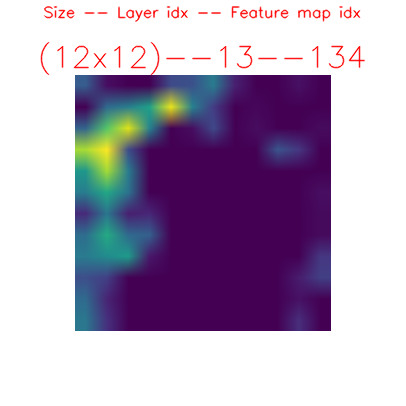 Size -- Layer idx -- Feature map idx
(12x12)--13--134